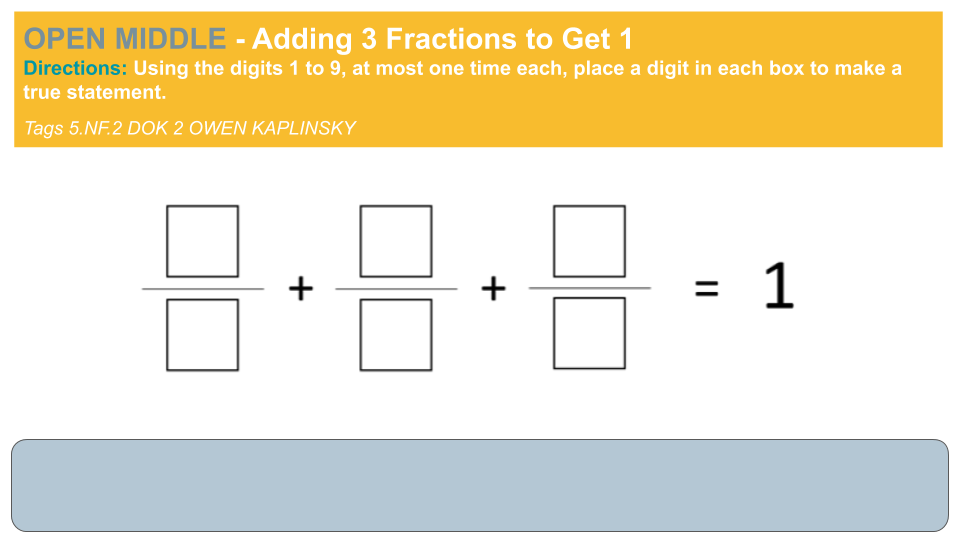 OPEN MIDDLE - Adding 3 Fractions to Get 1
Directions: Using the digits 1 to 9, at most one time each, place a digit in each box to make a
true statement.
Tags 5.NF.2 DOK 2 OWEN KAPLINSKY
+ + = 1